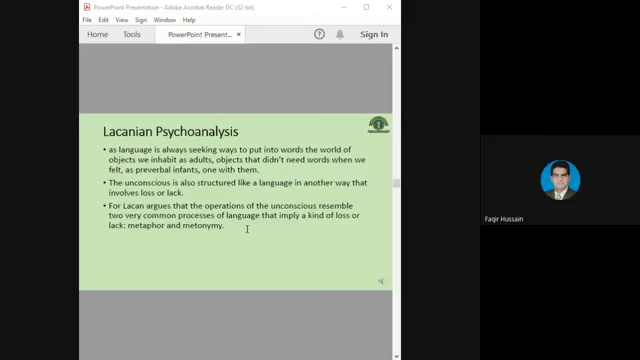 PowerPoint Presentation - Adobe Acrobat Reader DC (32-bit)
File Edit View Sign Window Help
Home Tools PowerPoint Present... × Sign In
Lacanian Psychoanalysis
• as language is always seeking ways to put into words the world of
objects we inhabit as adults, objects that didn't need words when we
felt, as preverbal infants, one with them.
• The unconscious is also structured like a language in another way that
involves loss or lack.
• For Lacan argues that the operations of the unconscious resemble
two very common processes of language that imply a kind of loss or
lack: metaphor and metonymy.
Faqir Hussain